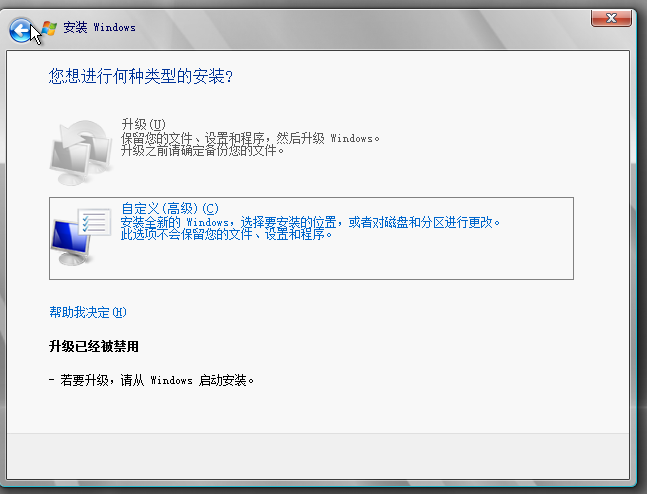 安装 Windows
您想进行何种类型的安装?
升级(U)
保留您的文件、设置和程序，然后升级 Windows。
升级之前请确定备份您的文件。
自定义(高级)(C)
安装全新的 Windows，选择要安装的位置，或者对磁盘和分区进行更改。
此选项不会保留您的文件、设置和程序。
帮助我决定(H)
升级已经被禁用
- 若要升级，请从 Windows 启动安装。